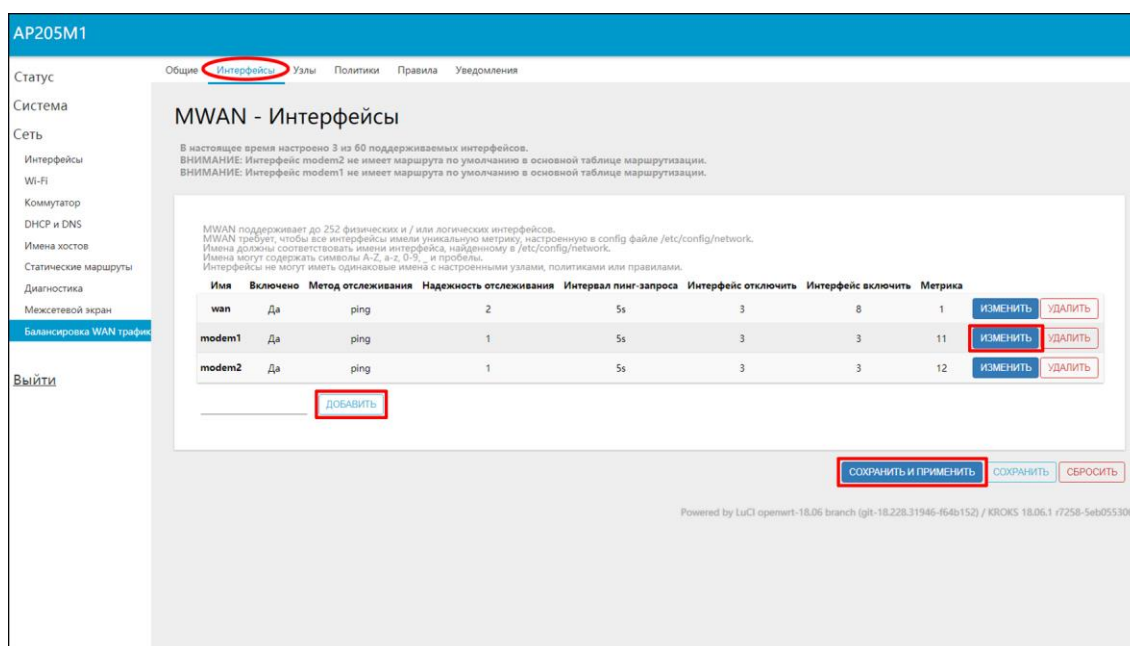 AP205M1
Общие Интерфейсы Узлы Политики Правила Уведомления
Статус
Система
Сеть
Интерфейсы
Wi-Fi
Коммутатор
DHCP и DNS
Имена хостов
Статические маршруты
Диагностика
Межсетевой экран
Балансировка WAN трафик
Выйти
MWAN - Интерфейсы
В настоящее время настроено 3 из 60 поддерживаемых интерфейсов.
ВНИМАНИЕ: Интерфейс modem2 не имеет маршрута по умолчанию в основной таблице маршрутизации.
ВНИМАНИЕ: Интерфейс modem1 не имеет маршрута по умолчанию в основной таблице маршрутизации.
MWAN поддерживает до 252 физических и / или логических интерфейсов.
MWAN требует, чтобы все интерфейсы имели уникальную метрику, настроенную в config файле /etc/config/network.
Имена должны соответствовать имени интерфейса, найденному в /etc/config/network.
Имена могут содержать символы A-Z, a-z, 0-9, _ и пробелы.
Интерфейсы не могут иметь одинаковые имена с настроенными узлами, политиками или правилами.
Имя Включено Метод отслеживания Надежность отслеживания Интервал пинг-запроса Интерфейс отключить Интерфейс включить Метрика
wan Да ping 2 5s 3 8 1 ИЗМЕНИТЬ УДАЛИТЬ
modem1 Да ping 1 5s 3 3 11 ИЗМЕНИТЬ УДАЛИТЬ
modem2 Да ping 1 5s 3 3 12 ИЗМЕНИТЬ УДАЛИТЬ
ДОБАВИТЬ
СОХРАНИТЬ И ПРИМЕНИТЬ СОХРАНИТЬ СБРОСИТЬ
Powered by LuCI openwrt-18.06 branch (git-18.228.31946-f64b152) / KROKS 18.06.1 r7258-5eb05530